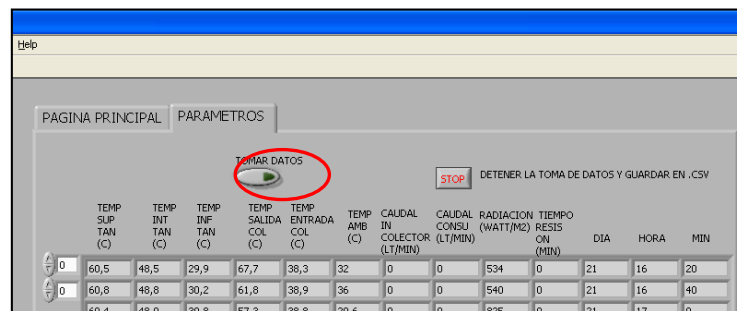 Help
PAGINA PRINCIPAL PARAMETROS
TOMAR DATOS
STOP DETENER LA TOMA DE DATOS Y GUARDAR EN .CSV
TEMP SUP TAN (C) TEMP INT TAN (C) TEMP INF TAN (C) TEMP SALIDA COL (C) TEMP ENTRADA COL (C) TEMP AMB (C) CAUDAL IN COLECTOR (LT/MIN) CAUDAL CONSU (LT/MIN) RADIACION (WATT/M2) TIEMPO RESIS ON (MIN) DIA HORA MIN
0 60,5 48,5 29,9 67,7 38,3 32 0 0 534 0 21 16 20
0 60,8 48,8 30,2 61,8 38,9 36 0 0 540 0 21 16 40